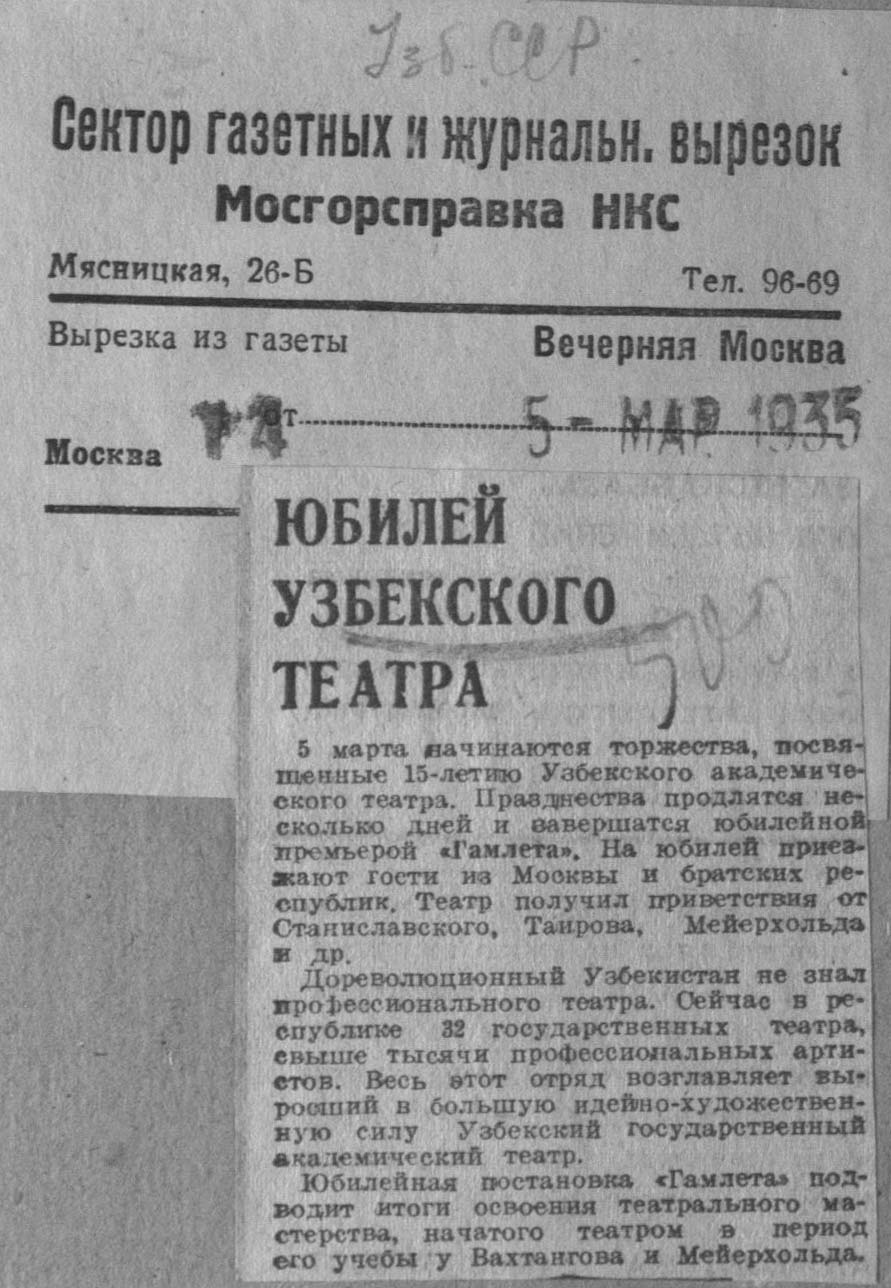 Узб. ССР
Сектор газетных и журнальн. вырезок
Мосгорсправка НКС
Мясницкая, 26-Б Тел. 96-69
Вырезка из газеты Вечерняя Москва
от 5 - МАР 1935
Москва
ЮБИЛЕЙ
УЗБЕКСКОГО
ТЕАТРА
500
5 марта начинаются торжества, посвя-
щенные 15-летию Узбекского академиче-
ского театра. Празднества продлятся не-
сколько дней и завершатся юбилейной
премьерой «Гамлета». На юбилей приез-
жают гости из Москвы и братских ре-
спублик. Театр получил приветствия от
Станиславского, Таирова, Мейерхольда
и др.
Дореволюционный Узбекистан не знал
профессионального театра. Сейчас в ре-
спублике 32 государственных театра,
свыше тысячи профессиональных арти-
стов. Весь этот отряд возглавляет вы-
росший в большую идейно-художествен-
ную силу Узбекский государственный
академический театр.
Юбилейная постановка «Гамлета» под-
водит итоги освоения театрального ма-
стерства, начатого театром в период
его учебы у Вахтангова и Мейерхольда.